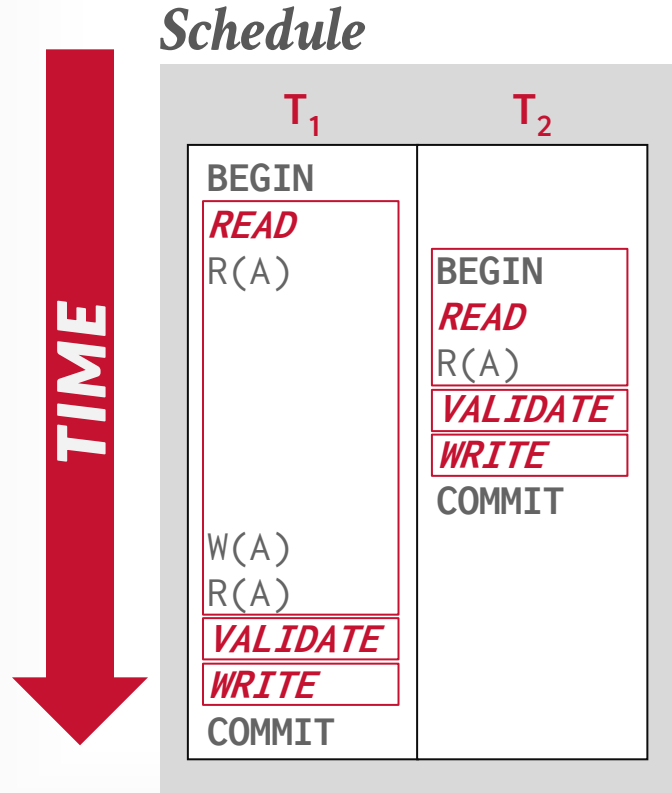 Schedule
TIME
T1 T2
BEGIN
READ
R(A) BEGIN
READ
R(A)
VALIDATE
WRITE
COMMIT
W(A)
R(A)
VALIDATE
WRITE
COMMIT